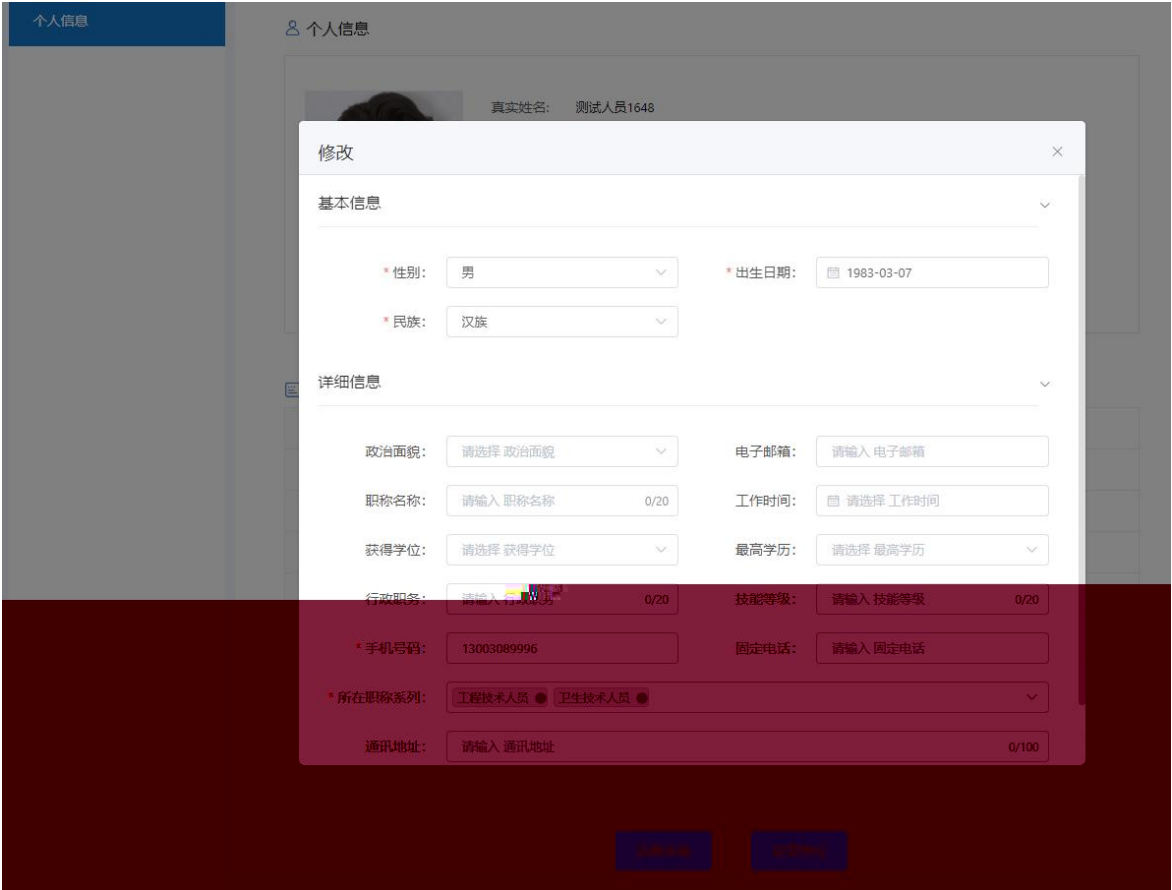 个人信息
个人信息
真实姓名: 测试人员1648
修改
基本信息
* 性别: 男 * 出生日期: 1983-03-07
* 民族: 汉族
详细信息
政治面貌: 请选择 政治面貌 电子邮箱: 请输入 电子邮箱
职称名称: 请输入 职称名称 0/20 工作时间: 请选择 工作时间
获得学位: 请选择 获得学位 最高学历: 请选择 最高学历
行政职务: 请输入 行政职务 0/20 技能等级: 请输入 技能等级 0/20
* 手机号码: 13003089996 固定电话: 请输入 固定电话
* 所在职称系列: 工程技术人员 卫生技术人员
通讯地址: 请输入 通讯地址 0/100